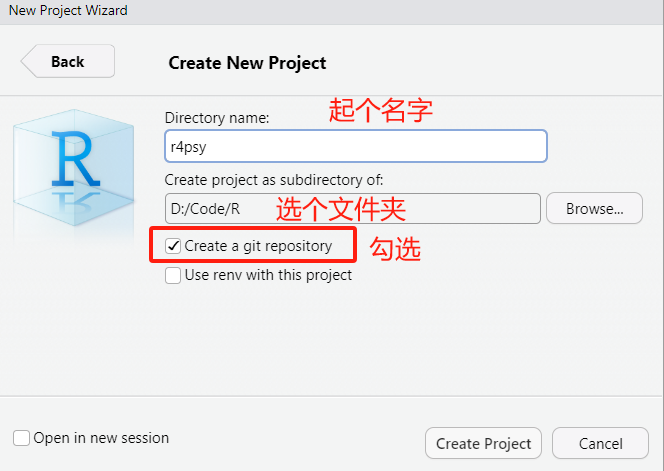 New Project Wizard
Back
Create New Project
起个名字
Directory name:
r4psy
Create project as subdirectory of:
D:/Code/R
选个文件夹
Browse...
Create a git repository
勾选
Use renv with this project
R
Open in new session
Create Project
Cancel